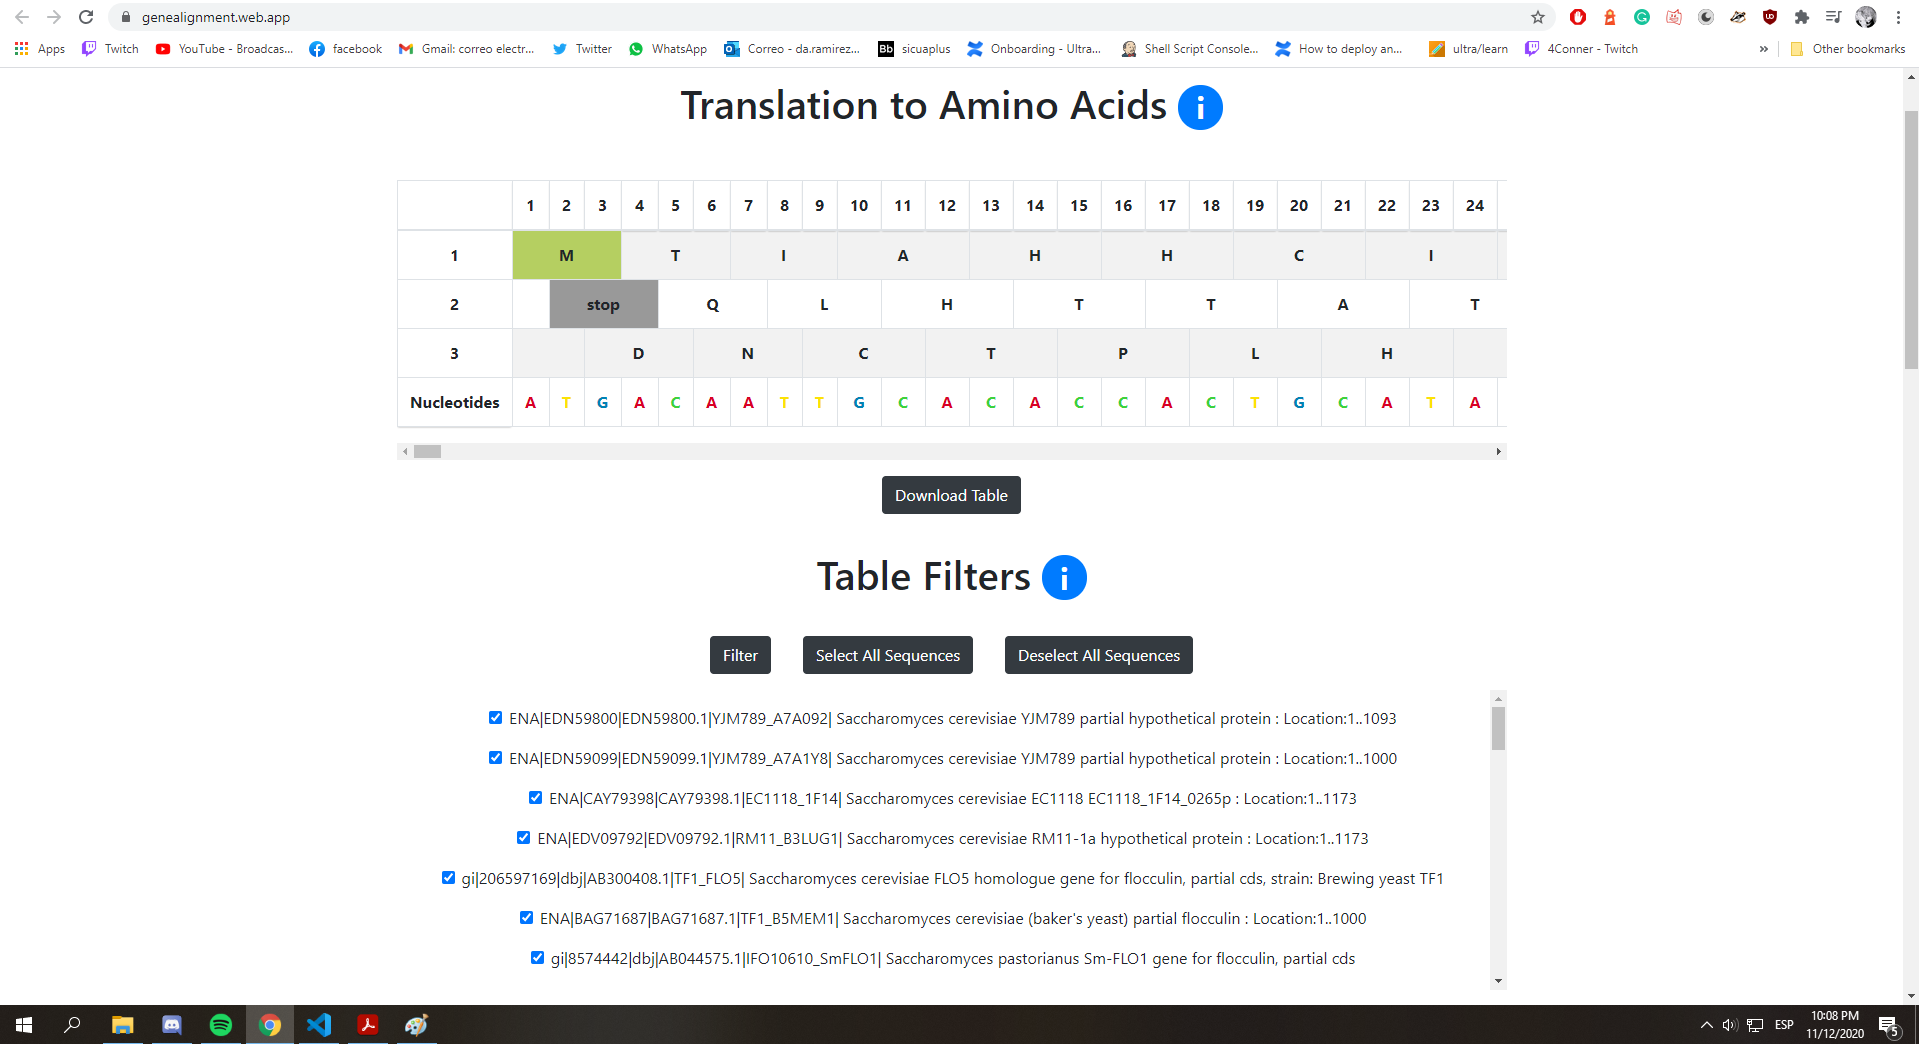 genealignment.web.app
Apps Twitch YouTube - Broadcas... facebook Gmail: correo electr... Twitter WhatsApp Correo - da.ramirez... Bb sicuaplus Onboarding - Ultra... Shell Script Console... How to deploy an... ultra/learn 4Conner - Twitch » Other bookmarks
Translation to Amino Acids i
1 2 3 4 5 6 7 8 9 10 11 12 13 14 15 16 17 18 19 20 21 22 23 24
1 M T I A H H C I
2 stop Q L H T T A T
3 D N C T P L H
Nucleotides A T G A C A A T T G C A C A C C A C T G C A T A
Download Table
Table Filters i
Filter Select All Sequences Deselect All Sequences
ENA|EDN59800|EDN59800.1|YJM789_A7A092| Saccharomyces cerevisiae YJM789 partial hypothetical protein : Location:1..1093
ENA|EDN59099|EDN59099.1|YJM789_A7A1Y8| Saccharomyces cerevisiae YJM789 partial hypothetical protein : Location:1..1000
ENA|CAY79398|CAY79398.1|EC1118_1F14| Saccharomyces cerevisiae EC1118 EC1118_1F14_0265p : Location:1..1173
ENA|EDV09792|EDV09792.1|RM11_B3LUG1| Saccharomyces cerevisiae RM11-1a hypothetical protein : Location:1..1173
gi|206597169|dbj|AB300408.1|TF1_FLO5| Saccharomyces cerevisiae FLO5 homologue gene for flocculin, partial cds, strain: Brewing yeast TF1
ENA|BAG71687|BAG71687.1|TF1_B5MEM1| Saccharomyces cerevisiae (baker's yeast) partial flocculin : Location:1..1000
gi|8574442|dbj|AB044575.1|IFO10610_SmFLO1| Saccharomyces pastorianus Sm-FLO1 gene for flocculin, partial cds
ESP
10:08 PM
11/12/2020
5